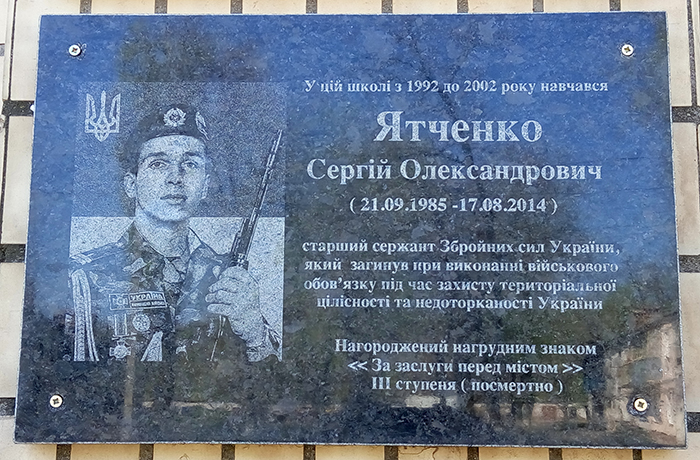 У цій школі з 1992 до 2002 року навчався
Ятченко
Сергій Олександрович
( 21.09.1985 -17.08.2014 )
старший сержант Збройних сил України,
який загинув при виконанні військового
обов’язку під час захисту територіальної
цілісності та недоторканості України
УКРАЇНА
Нагороджений нагрудним знаком
<< За заслуги перед містом >>
III ступеня ( посмертно )